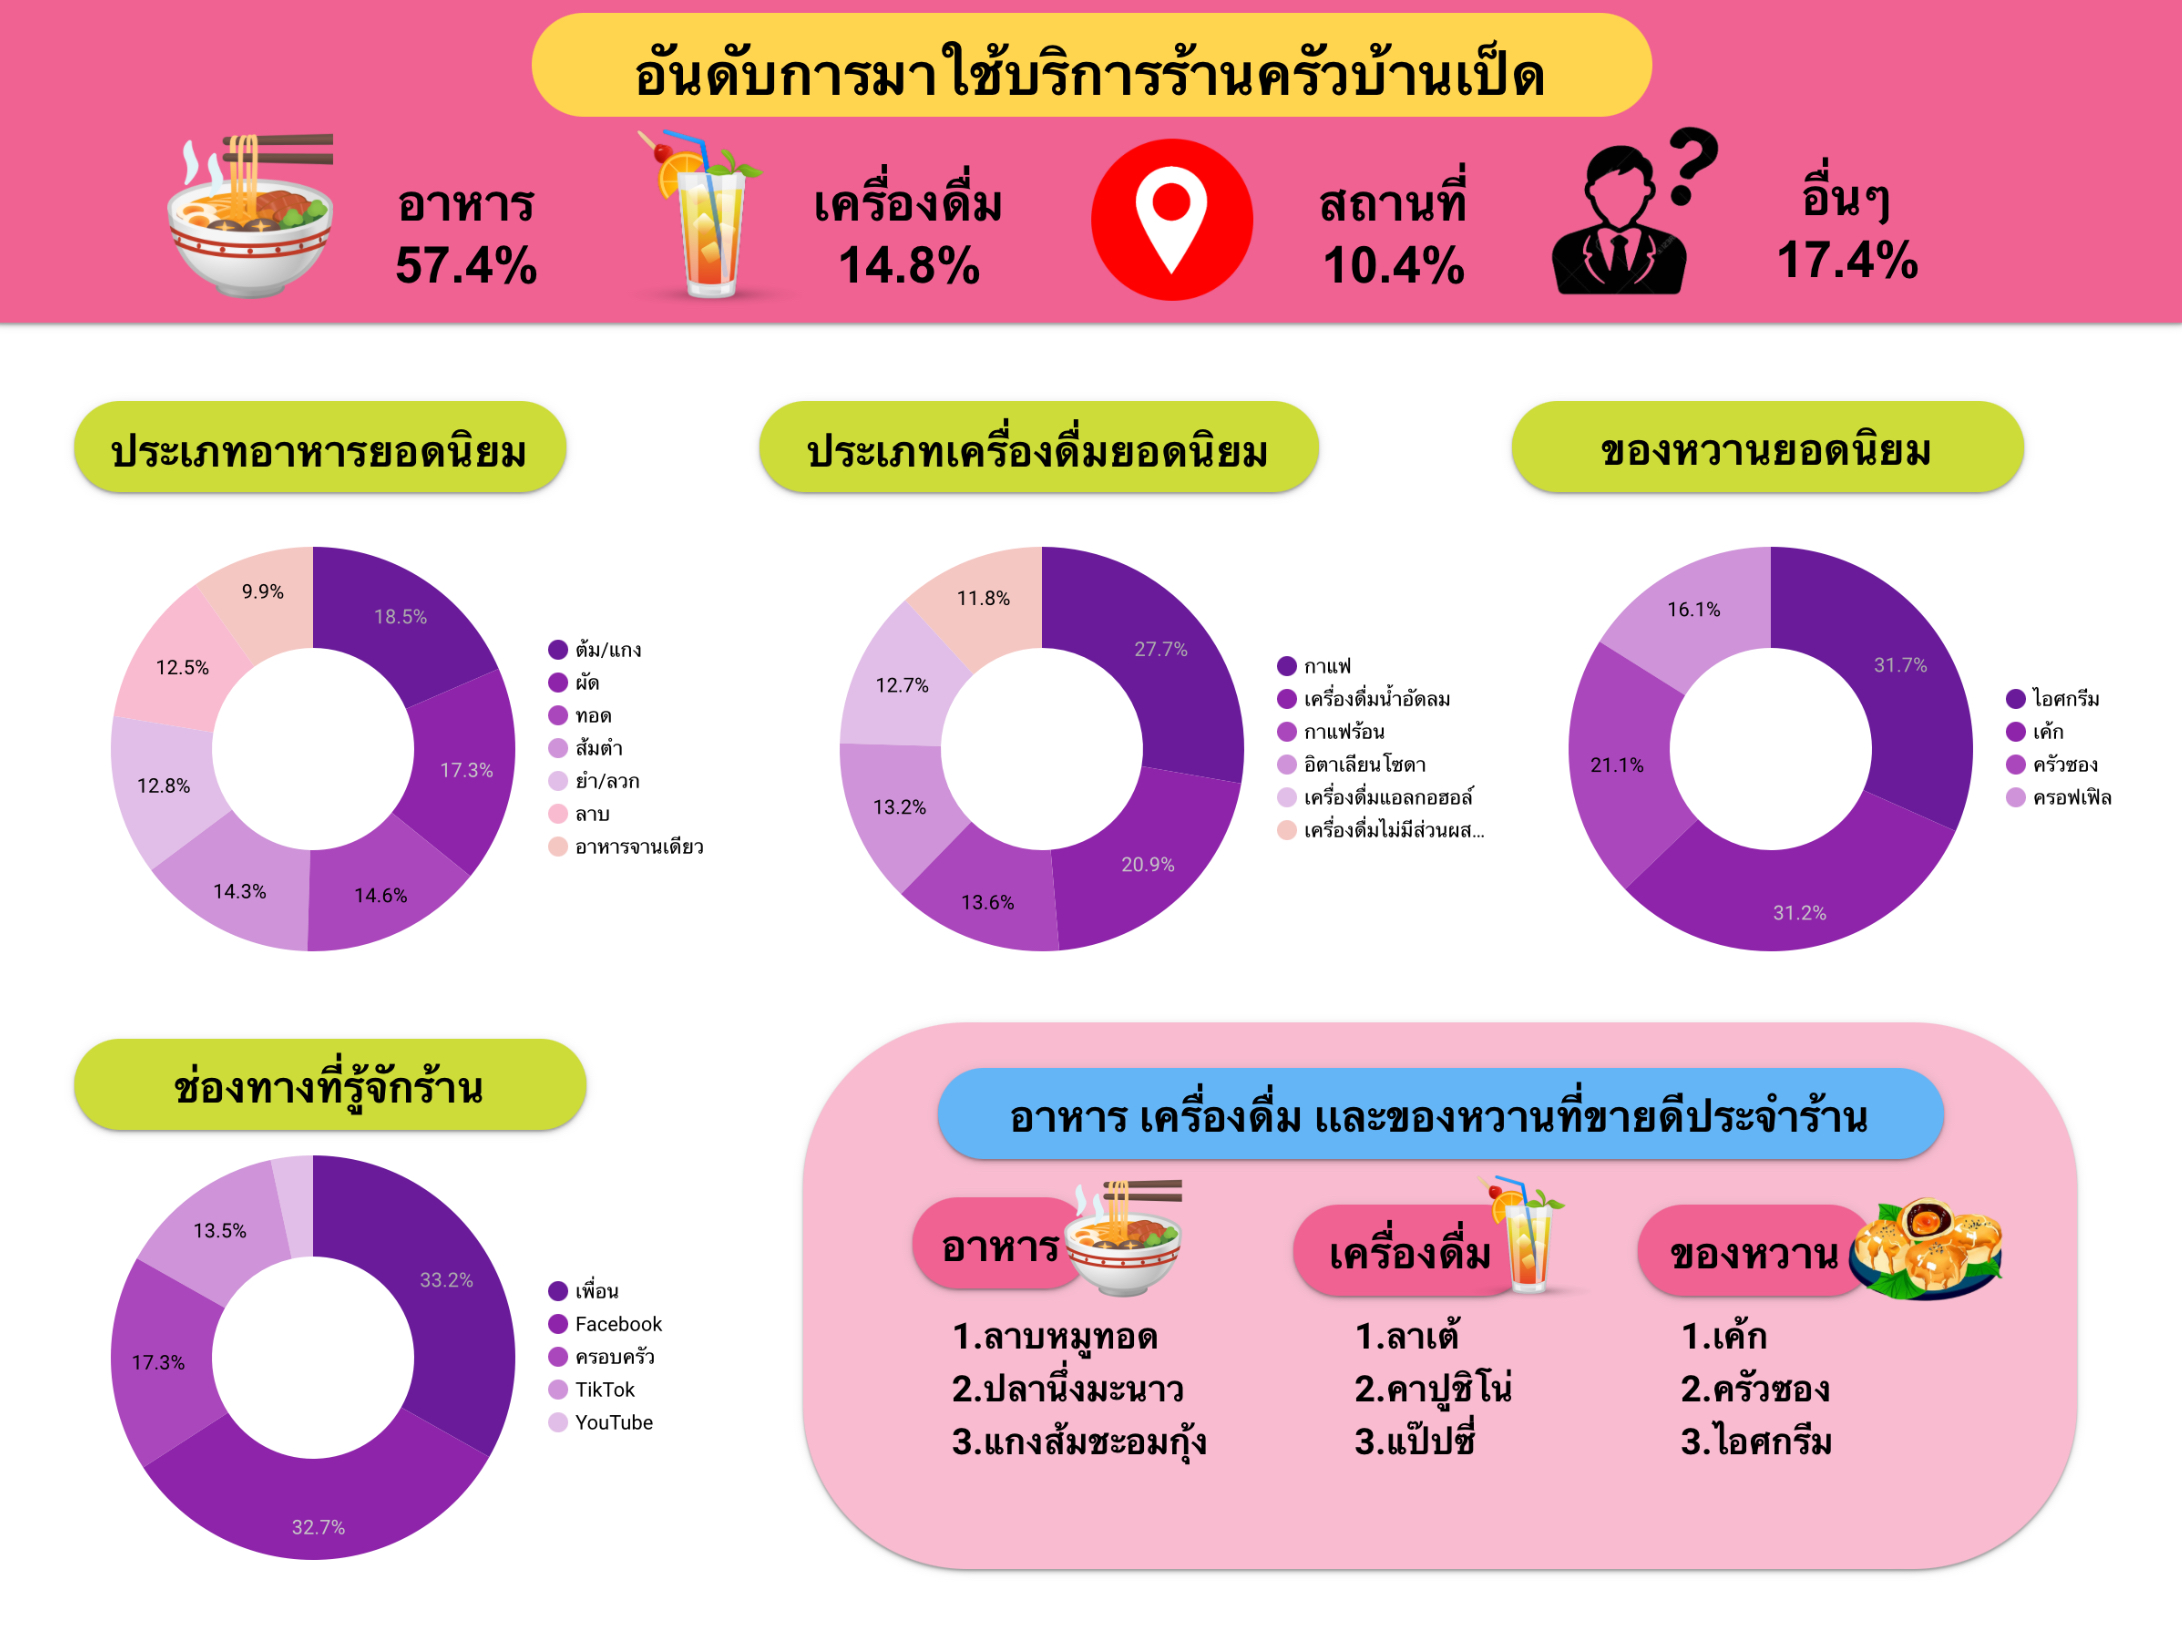 อันดับการมาใช้บริการร้านครัวบ้านเป็ด
อาหาร
57.4%
เครื่องดื่ม
14.8%
สถานที่
10.4%
อื่นๆ
17.4%
ประเภทอาหารยอดนิยม
9.9%
18.5%
12.5%
17.3%
12.8%
14.3%
14.6%
ต้ม/แกง
ผัด
ทอด
ส้มตำ
ยำ/ลวก
ลาบ
อาหารจานเดียว
ประเภทเครื่องดื่มยอดนิยม
11.8%
27.7%
12.7%
13.2%
20.9%
13.6%
กาแฟ
เครื่องดื่มน้ำอัดลม
กาแฟร้อน
อิตาเลียนโซดา
เครื่องดื่มแอลกอฮอล์
เครื่องดื่มไม่มีส่วนผส...
ของหวานยอดนิยม
16.1%
31.7%
21.1%
31.2%
ไอศกรีม
เค้ก
ครัวซอง
ครอฟเฟิล
ช่องทางที่รู้จักร้าน
13.5%
33.2%
17.3%
32.7%
เพื่อน
Facebook
ครอบครัว
TikTok
YouTube
อาหาร เครื่องดื่ม และของหวานที่ขายดีประจำร้าน
อาหาร
1.ลาบหมูทอด
2.ปลานึ่งมะนาว
3.แกงส้มชะอมกุ้ง
เครื่องดื่ม
1.ลาเต้
2.คาปูชิโน่
3.แป๊ปซี่
ของหวาน
1.เค้ก
2.ครัวซอง
3.ไอศกรีม